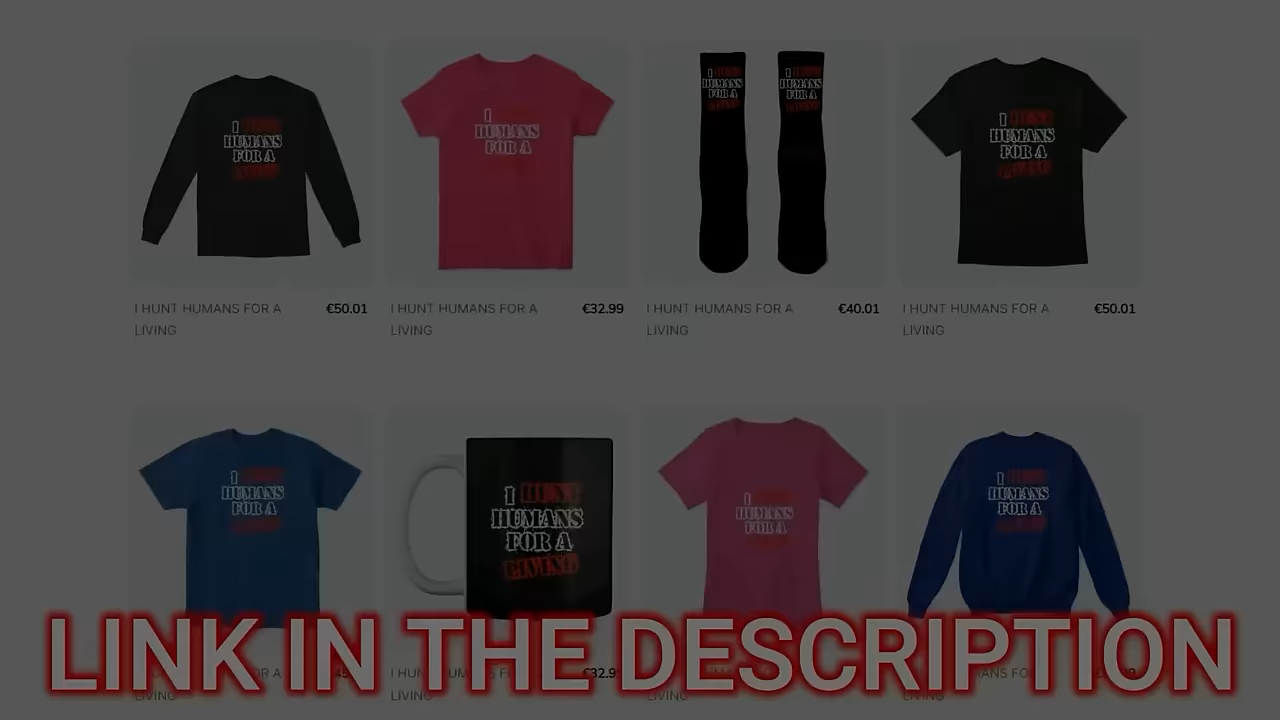 I HUNT
HUMANS
FOR A
LIVING
I
HUMANS
FOR A
I HUNT
HUMANS
FOR A
LIVING
I HUNT
HUMANS
FOR A
LIVING
I HUNT
HUMANS
FOR A
LIVING
I HUNT HUMANS FOR A €50.01
LIVING
I HUNT HUMANS FOR A €32.99
LIVING
I HUNT HUMANS FOR A €40.01
LIVING
I HUNT HUMANS FOR A €50.01
LIVING
I
HUMANS
FOR A
I HUNT
HUMANS
FOR A
LIVING
I
HUMANS
FOR A
I
HUMANS
FOR A
LINK IN THE DESCRIPTION
LIVING
LIVING
LIVING
LIVING